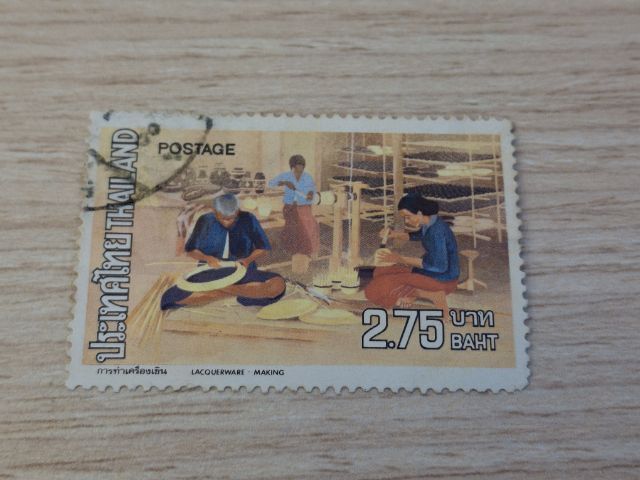 POSTAGE
ประเทศไทย THAILAND
2.75 บาท
BAHT
การทำเครื่องเขิน LACQUERWARE - MAKING